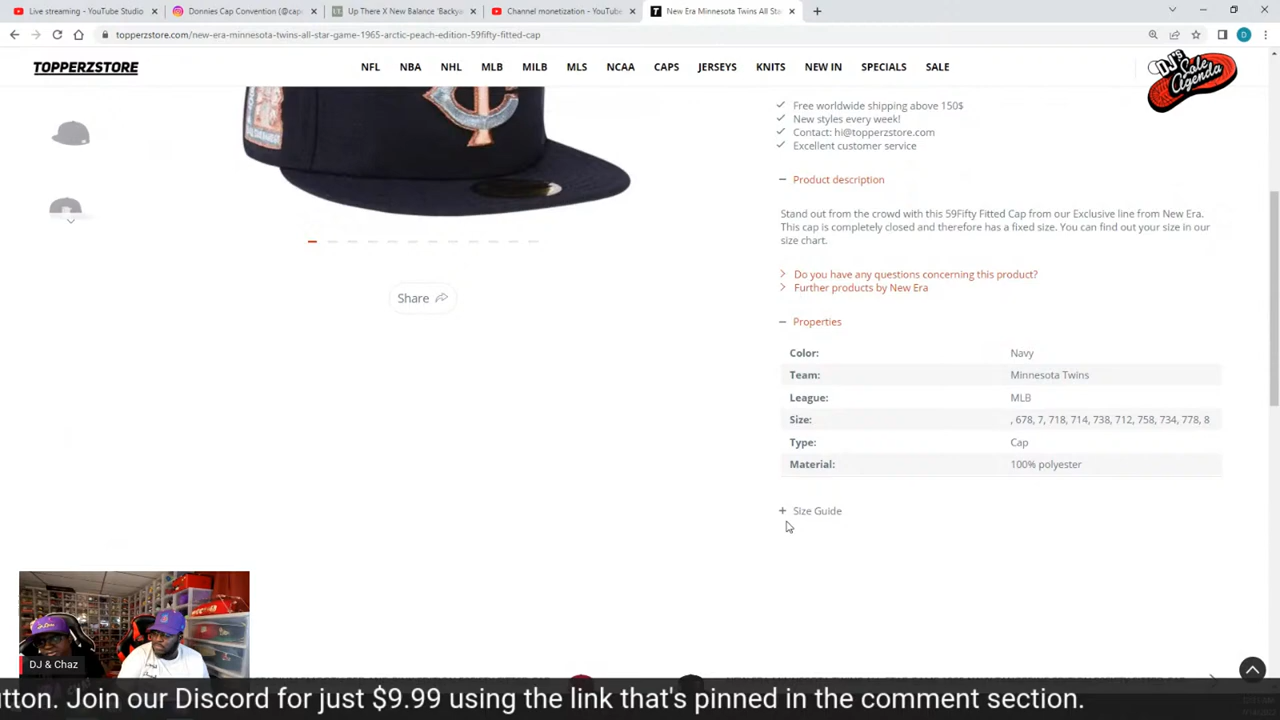 Live streaming - YouTube Studio
Donnies Cap Convention (@cap
Up There X New Balance 'Backya
Channel monetization - YouTube
New Era Minnesota Twins All Sta
topperzstore.com/new-era-minnesota-twins-all-star-game-1965-arctic-peach-edition-59fifty-fitted-cap
D
TOPPERZSTORE
NFL NBA NHL MLB MILB MLS NCAA CAPS JERSEYS KNITS NEW IN SPECIALS SALE
DJ's
Cole
Agenda
Free worldwide shipping above 150$
New styles every week!
Contact: hi@topperzstore.com
Excellent customer service
Product description
Stand out from the crowd with this 59Fifty Fitted Cap from our Exclusive line from New Era.
This cap is completely closed and therefore has a fixed size. You can find out your size in our
size chart.
Share
Do you have any questions concerning this product?
Further products by New Era
Properties
Color: Navy
Team: Minnesota Twins
League: MLB
Size: , 678, 7, 718, 714, 738, 712, 758, 734, 778, 8
Type: Cap
Material: 100% polyester
+ Size Guide
DJ & Chaz
utton. Join our Discord for just $9.99 using the link that's pinned in the comment section.